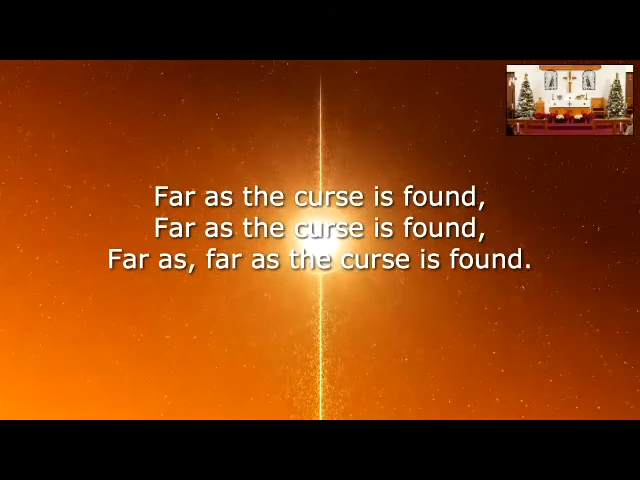 Far as the curse is found,
Far as the curse is found,
Far as, far as the curse is found.